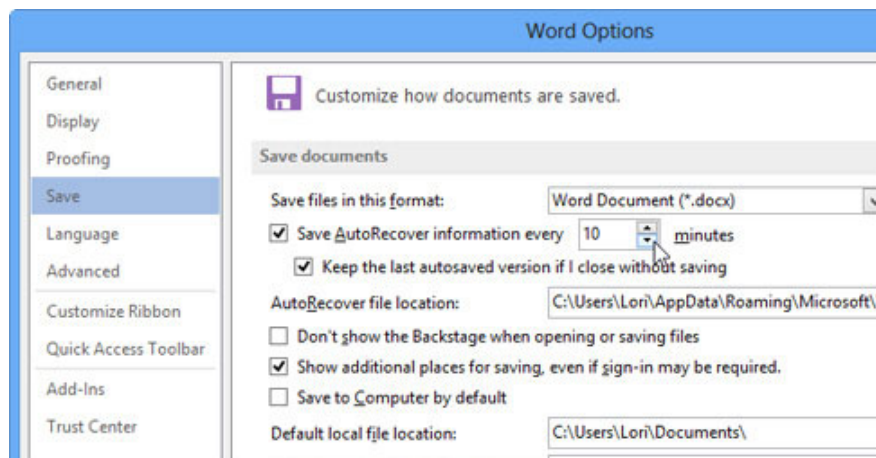 Word Options
General
Display
Proofing
Save
Language
Advanced
Customize Ribbon
Quick Access Toolbar
Add-Ins
Trust Center
Customize how documents are saved.
Save documents
Save files in this format: Word Document (*.docx)
Save AutoRecover information every 10 minutes
Keep the last autosaved version if I close without saving
AutoRecover file location: C:\Users\Lori\AppData\Roaming\Microsoft\
Don't show the Backstage when opening or saving files
Show additional places for saving, even if sign-in may be required.
Save to Computer by default
Default local file location: C:\Users\Lori\Documents\